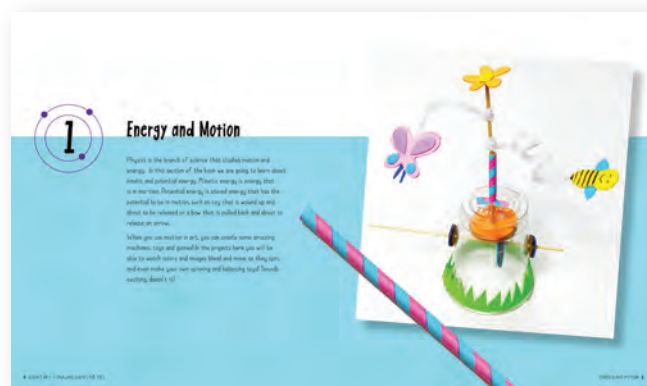 1
Energy and Motion
Physics is the branch of science that studies motion and
energy. In this section of the book we are going to learn about
kinetic and potential energy. Kinetic energy is energy that
is in motion. Potential energy is stored energy that has the
potential to be in motion, such as toy that is wound up and
about to be released or a bow that is pulled back and about to
release an arrow.
When you use motion in art, you can create some amazing
machines, toys and games! In the projects here you will be
able to watch colors and images blend and move as they spin,
and even make your own spinning and balancing toys! Sounds
exciting, doesn't it?